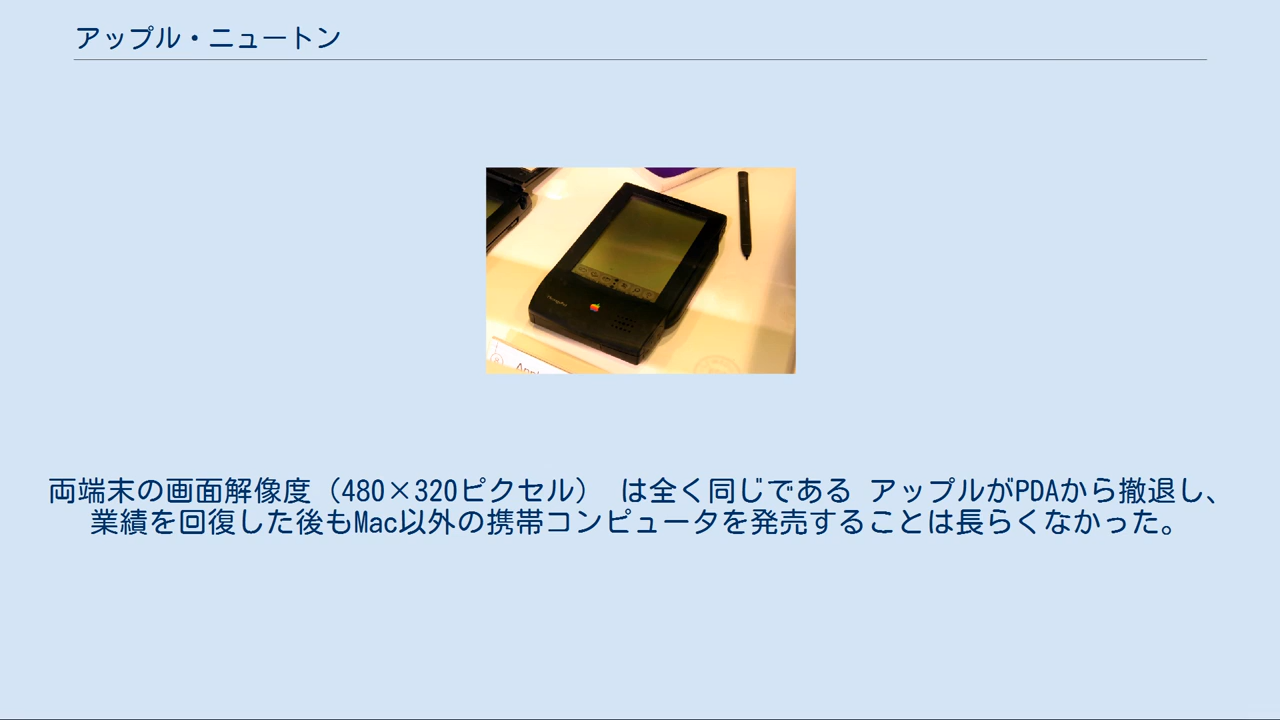 アップル・ニュートン
両端末の画面解像度（480×320ピクセル） は全く同じである アップルがPDAから撤退し、
業績を回復した後もMac以外の携帯コンピュータを発売することは長らくなかった。